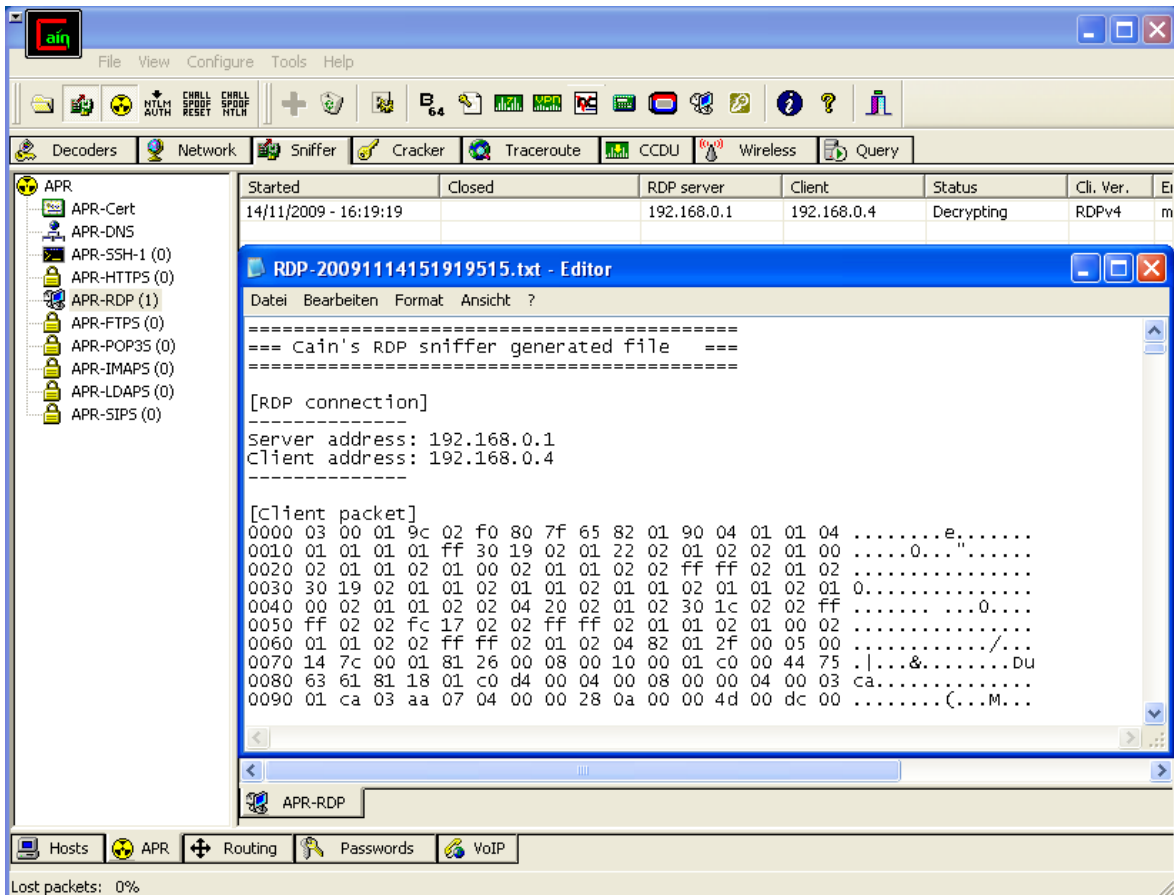 Cain
File View Configure Tools Help
NTLM AUTH CHALL SPOOF RESET CHALL SPOOF NTLM B64
Decoders Network Sniffer Cracker Traceroute CCDU Wireless Query
APR
APR-Cert
APR-DNS
APR-SSH-1 (0)
APR-HTTPS (0)
APR-RDP (1)
APR-FTPS (0)
APR-POP3S (0)
APR-IMAPS (0)
APR-LDAPS (0)
APR-SIPS (0)
Started Closed RDP server Client Status Cli. Ver.
14/11/2009 - 16:19:19 192.168.0.1 192.168.0.4 Decrypting RDPv4 m
RDP-20091114151919515.txt - Editor
Datei Bearbeiten Format Ansicht ?
===========================================
=== Cain's RDP sniffer generated file ===
===========================================
[RDP connection]
--------------
Server address: 192.168.0.1
Client address: 192.168.0.4
--------------
[Client packet]
0000 03 00 01 9c 02 f0 80 7f 65 82 01 90 04 01 01 04 ........e.......
0010 01 01 01 01 ff 30 19 02 01 22 02 01 02 02 01 00 .....0..."......
0020 02 01 01 02 01 00 02 01 01 02 02 ff ff 02 01 02 ................
0030 30 19 02 01 01 02 01 01 02 01 01 02 01 01 02 01 0...............
0040 00 02 01 01 02 02 04 20 02 01 02 30 1c 02 02 ff ....... ...0....
0050 ff 02 02 fc 17 02 02 ff ff 02 01 01 02 01 00 02 ................
0060 01 01 02 02 ff ff 02 01 02 04 82 01 2f 00 05 00 ............/...
0070 14 7c 00 01 81 26 00 08 00 10 00 01 c0 00 44 75 .|...&........Du
0080 63 61 81 18 01 c0 d4 00 04 00 08 00 00 04 00 03 ca..............
0090 01 ca 03 aa 07 04 00 00 28 0a 00 00 4d 00 dc 00 ........(...M...
APR-RDP
Hosts APR Routing Passwords VoIP
Lost packets: 0%